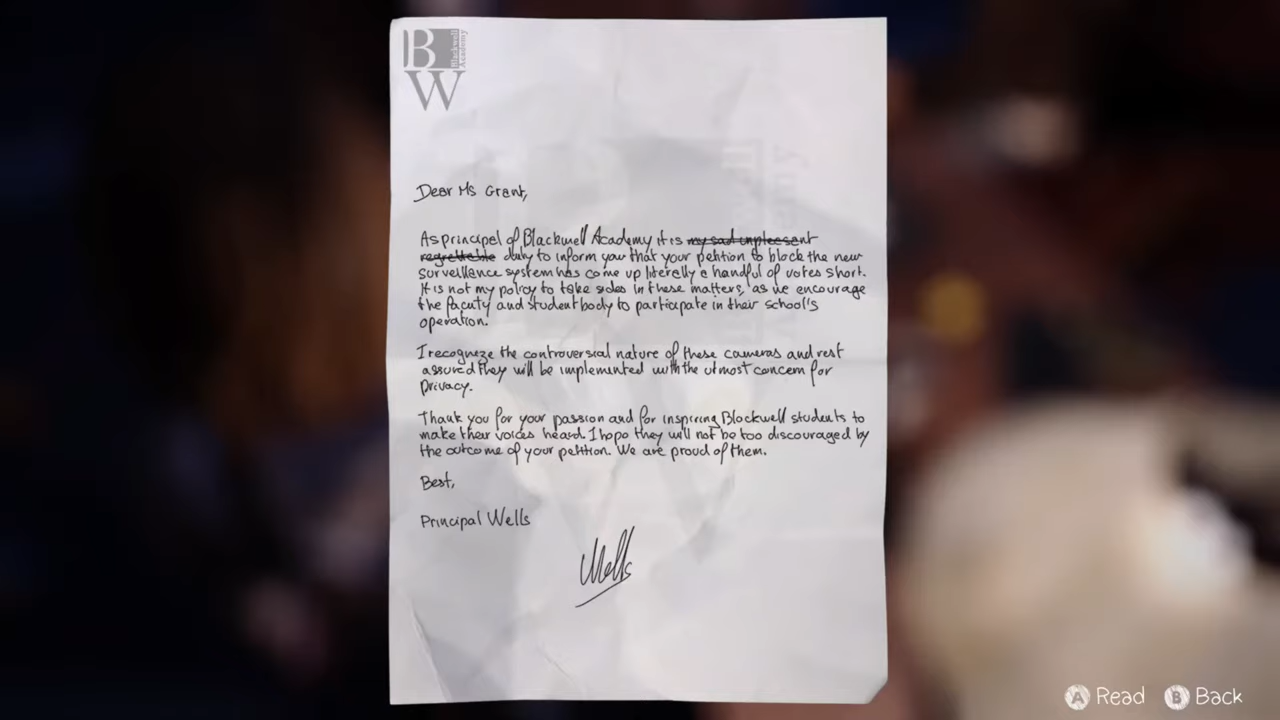 BW
Blackwell Academy
Dear Ms Grant,
As principel of Blackwell Academy it is my sad unpleesent
regrettable duty to inform you that your petition to block the new
surveillance system has come up literelly a handful of votes short.
It is not my policy to take sides in these matters, as we encourage
the facuty and student body to participate in their school's
operation.
I recogneze the controversial nature of these cameras and rest
assured they will be implemented with the utmost concern for
privacy.
Thank you for your passion and for inspiring Blackwell students to
make their voices heard. I hope they will not be too discouraged by
the outcome of your petition. We are proud of them.
Best,
Principal Wells
Wells
A Read B Back